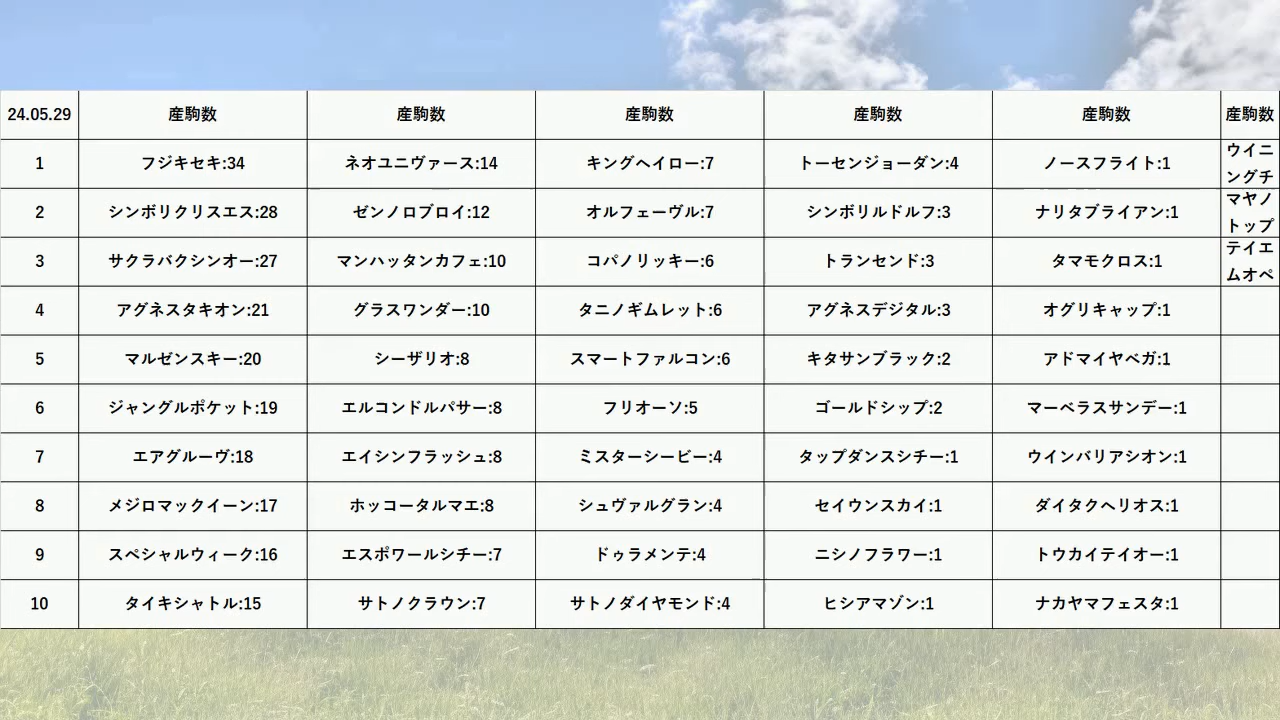 24.05.29 産駒数 産駒数 産駒数 産駒数 産駒数 産駒数
1 フジキセキ:34 ネオユニヴァース:14 キングヘイロー:7 トーセンジョーダン:4 ノースフライト:1 ウイニ
ングチ
2 シンボリクリスエス:28 ゼンノロブロイ:12 オルフェーヴル:7 シンボリルドルフ:3 ナリタブライアン:1 マヤノ
トップ
3 サクラバクシンオー:27 マンハッタンカフェ:10 コパノリッキー:6 トランセンド:3 タマモクロス:1 テイエ
ムオペ
4 アグネスタキオン:21 グラスワンダー:10 タニノギムレット:6 アグネスデジタル:3 オグリキャップ:1
5 マルゼンスキー:20 シーザリオ:8 スマートファルコン:6 キタサンブラック:2 アドマイヤベガ:1
6 ジャングルポケット:19 エルコンドルパサー:8 フリオーソ:5 ゴールドシップ:2 マーベラスサンデー:1
7 エアグルーヴ:18 エイシンフラッシュ:8 ミスターシービー:4 タップダンスシチー:1 ウインバリアシオン:1
8 メジロマックイーン:17 ホッコータルマエ:8 シュヴァルグラン:4 セイウンスカイ:1 ダイタクヘリオス:1
9 スペシャルウィーク:16 エスポワールシチー:7 ドゥラメンテ:4 ニシノフラワー:1 トウカイテイオー:1
10 タイキシャトル:15 サトノクラウン:7 サトノダイヤモンド:4 ヒシアマゾン:1 ナカヤマフェスタ:1